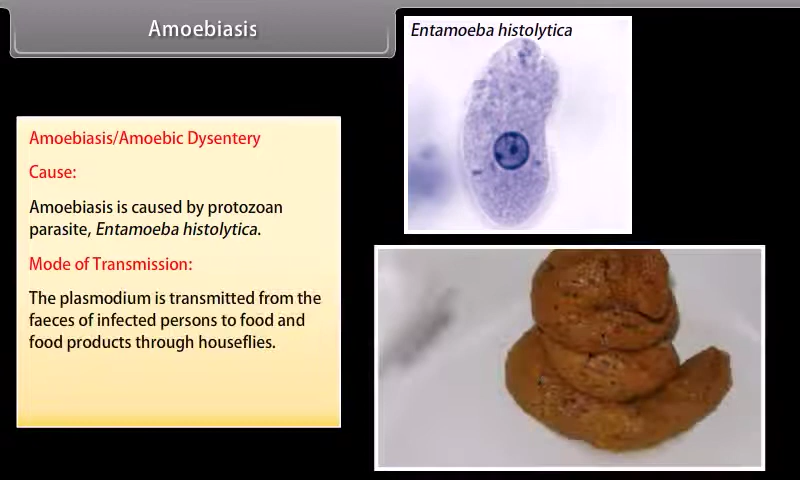 Amoebiasis
Entamoeba histolytica
Amoebiasis/Amoebic Dysentery
Cause:
Amoebiasis is caused by protozoan
parasite, Entamoeba histolytica.
Mode of Transmission:
The plasmodium is transmitted from the
faeces of infected persons to food and
food products through houseflies.